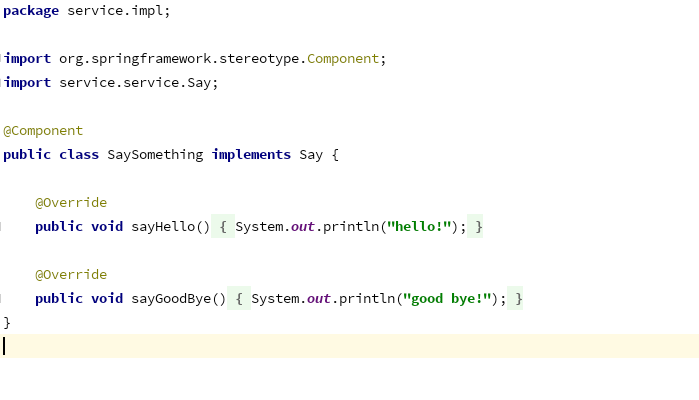 package service.impl;
import org.springframework.stereotype.Component;
import service.service.Say;
@Component
public class SaySomething implements Say {
@Override
public void sayHello() { System.out.println("hello!"); }
@Override
public void sayGoodBye() { System.out.println("good bye!"); }
}